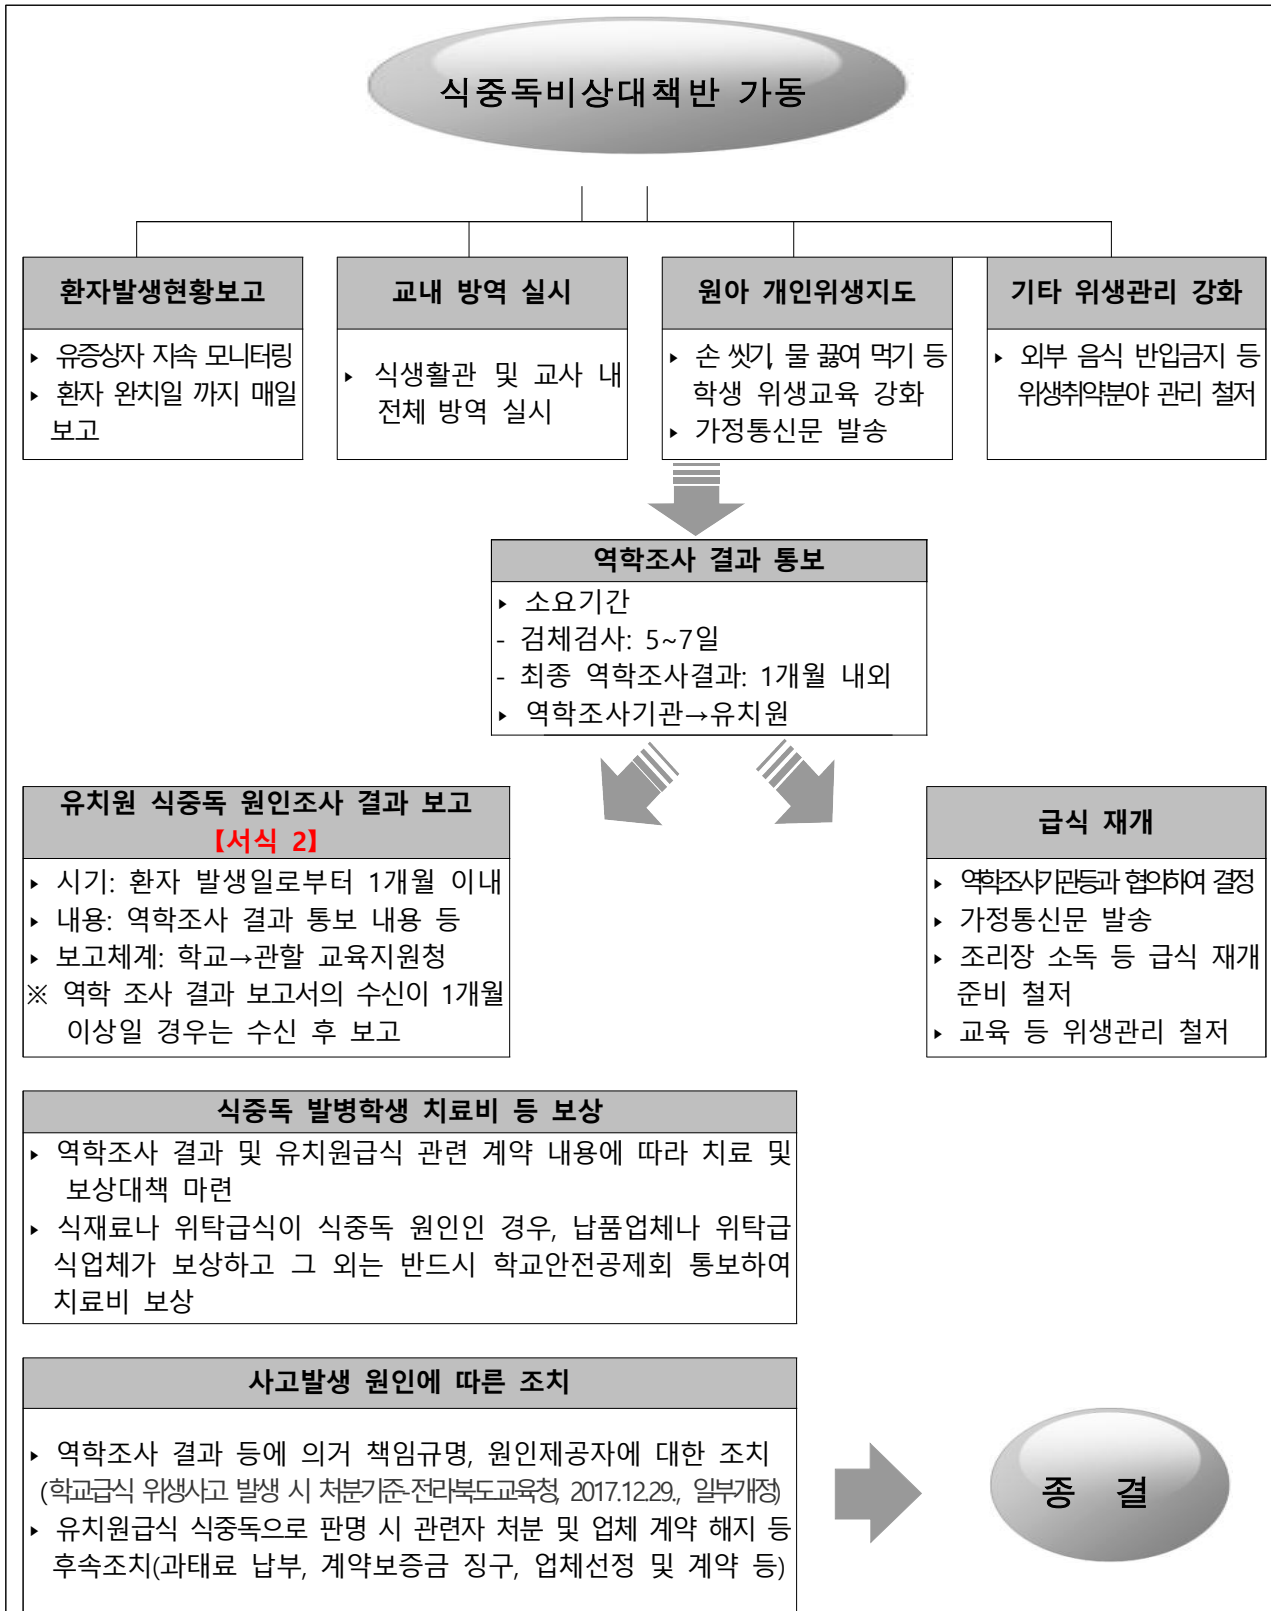 식중독비상대책반 가동
환자발생현황보고
▸ 유증상자 지속 모니터링
▸ 환자 완치일 까지 매일
보고
교내 방역 실시
▸ 식생활관 및 교사 내
전체 방역 실시
원아 개인위생지도
▸ 손 씻기, 물 끓여 먹기 등
학생 위생교육 강화
▸ 가정통신문 발송
기타 위생관리 강화
▸ 외부 음식 반입금지 등
위생취약분야 관리 철저
역학조사 결과 통보
▸ 소요기간
- 검체검사: 5~7일
- 최종 역학조사결과: 1개월 내외
▸ 역학조사기관→유치원
유치원 식중독 원인조사 결과 보고
【서식 2】
▸ 시기: 환자 발생일로부터 1개월 이내
▸ 내용: 역학조사 결과 통보 내용 등
▸ 보고체계: 학교→관할 교육지원청
※ 역학 조사 결과 보고서의 수신이 1개월
이상일 경우는 수신 후 보고
급식 재개
▸ 역학조사기관등과 협의하여 결정
▸ 가정통신문 발송
▸ 조리장 소독 등 급식 재개
준비 철저
▸ 교육 등 위생관리 철저
식중독 발병학생 치료비 등 보상
▸ 역학조사 결과 및 유치원급식 관련 계약 내용에 따라 치료 및
보상대책 마련
▸ 식재료나 위탁급식이 식중독 원인인 경우, 납품업체나 위탁급
식업체가 보상하고 그 외는 반드시 학교안전공제회 통보하여
치료비 보상
사고발생 원인에 따른 조치
▸ 역학조사 결과 등에 의거 책임규명, 원인제공자에 대한 조치
(학교급식 위생사고 발생 시 처분기준-전라북도교육청, 2017.12.29., 일부개정)
▸ 유치원급식 식중독으로 판명 시 관련자 처분 및 업체 계약 해지 등
후속조치(과태료 납부, 계약보증금 징구, 업체선정 및 계약 등)
종 결